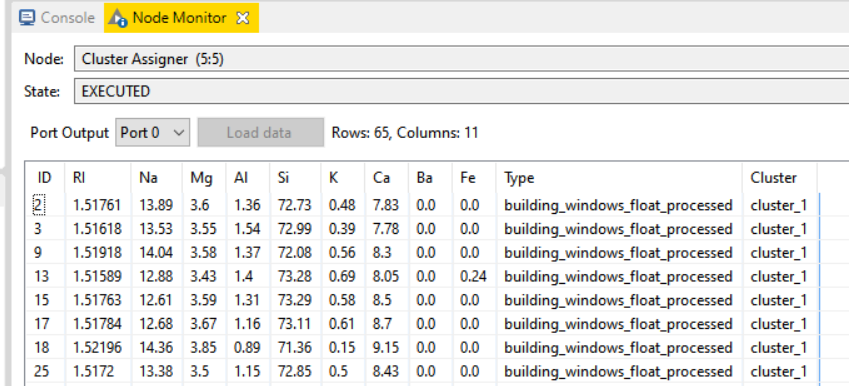 Console Node Monitor
Node: Cluster Assigner (5:5)
State: EXECUTED
Port Output Port 0 Load data Rows: 65, Columns: 11
ID RI Na Mg Al Si K Ca Ba Fe Type Cluster
2 1.51761 13.89 3.6 1.36 72.73 0.48 7.83 0.0 0.0 building_windows_float_processed cluster_1
3 1.51618 13.53 3.55 1.54 72.99 0.39 7.78 0.0 0.0 building_windows_float_processed cluster_1
9 1.51918 14.04 3.58 1.37 72.08 0.56 8.3 0.0 0.0 building_windows_float_processed cluster_1
13 1.51589 12.88 3.43 1.4 73.28 0.69 8.05 0.0 0.24 building_windows_float_processed cluster_1
15 1.51763 12.61 3.59 1.31 73.29 0.58 8.5 0.0 0.0 building_windows_float_processed cluster_1
17 1.51784 12.68 3.67 1.16 73.11 0.61 8.7 0.0 0.0 building_windows_float_processed cluster_1
18 1.52196 14.36 3.85 0.89 71.36 0.15 9.15 0.0 0.0 building_windows_float_processed cluster_1
25 1.5172 13.38 3.5 1.15 72.85 0.5 8.43 0.0 0.0 building_windows_float_processed cluster_1